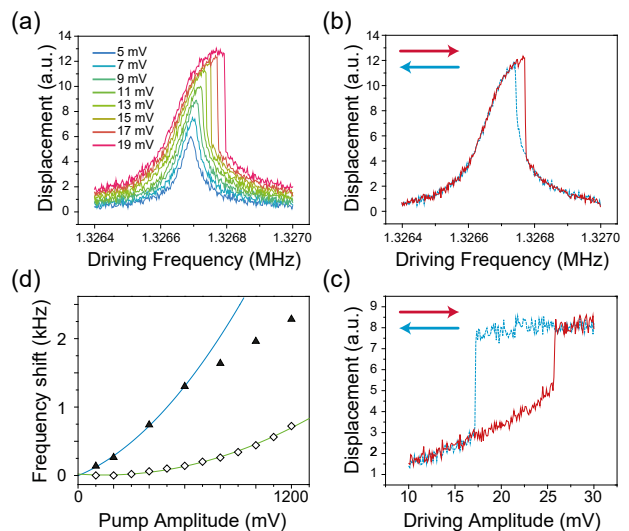 (a)
Displacement (a.u.)
14
12
10
8
6
4
2
0
5 mV
7 mV
9 mV
11 mV
13 mV
15 mV
17 mV
19 mV
1.3264 1.3266 1.3268 1.3270
Driving Frequency (MHz)
(b)
Displacement (a.u.)
14
12
10
8
6
4
2
0
1.3264 1.3266 1.3268 1.3270
Driving Frequency (MHz)
(d)
Frequency shift (kHz)
2
1
0
0 400 800 1200
Pump Amplitude (mV)
(c)
Displacement (a.u.)
9
8
7
6
5
4
3
2
1
10 15 20 25 30
Driving Amplitude (mV)